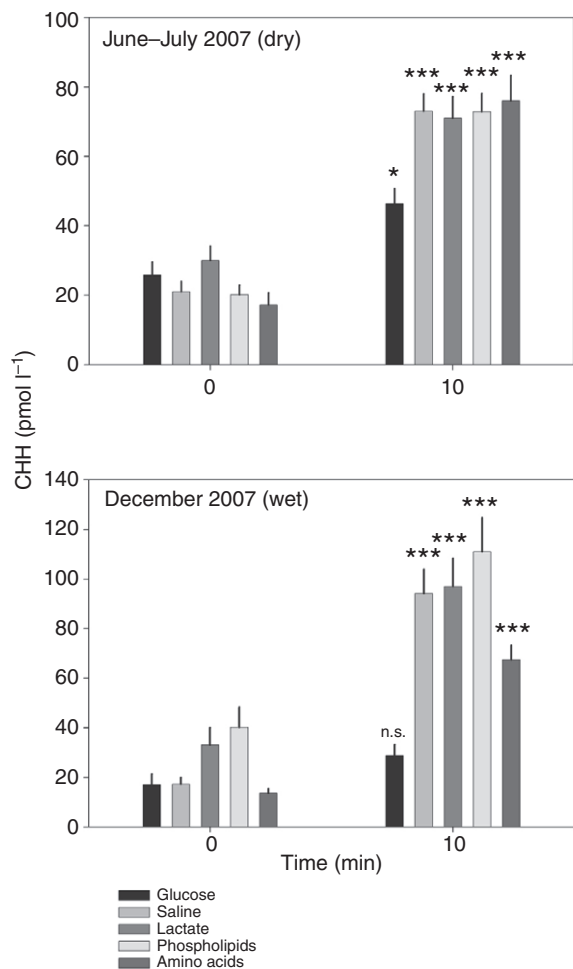 100
June–July 2007 (dry)
80
60
40
20
0
*
***
***
***
***
0
10
CHH (pmol l–1)
140
December 2007 (wet)
120
100
80
60
40
20
0
n.s.
***
***
***
***
0
10
Time (min)
Glucose
Saline
Lactate
Phospholipids
Amino acids